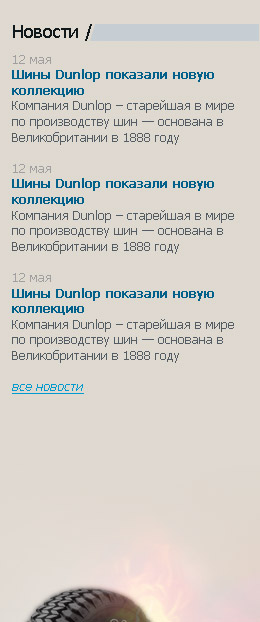 Новости /
12 мая
Шины Dunlop показали новую
коллекцию
Компания Dunlop – старейшая в мире
по производству шин — основана в
Великобритании в 1888 году
12 мая
Шины Dunlop показали новую
коллекцию
Компания Dunlop – старейшая в мире
по производству шин — основана в
Великобритании в 1888 году
12 мая
Шины Dunlop показали новую
коллекцию
Компания Dunlop – старейшая в мире
по производству шин — основана в
Великобритании в 1888 году
все новости